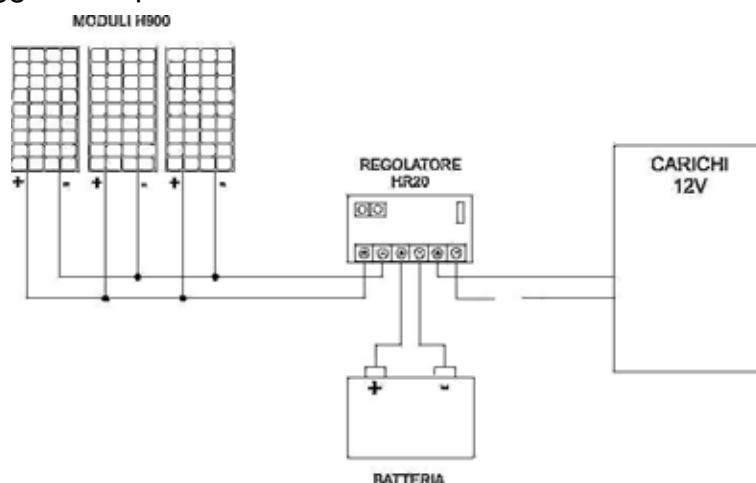 MODULI H900
+ - + - + -
REGOLATORE
HR20
CARICHI
12V
+ -
BATTERIA